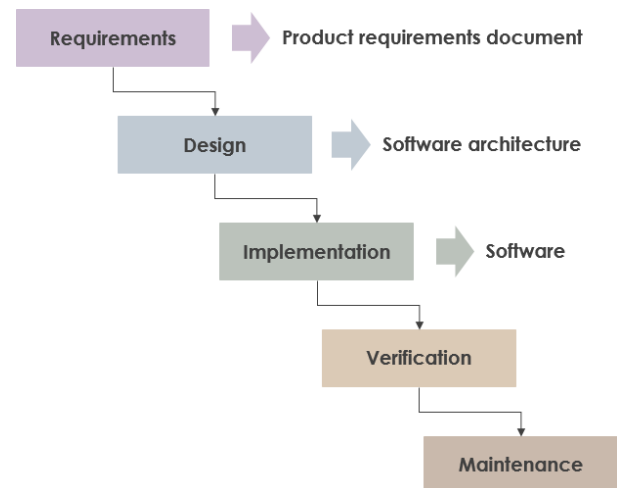 Requirements
Product requirements document
Design
Software architecture
Implementation
Software
Verification
Maintenance